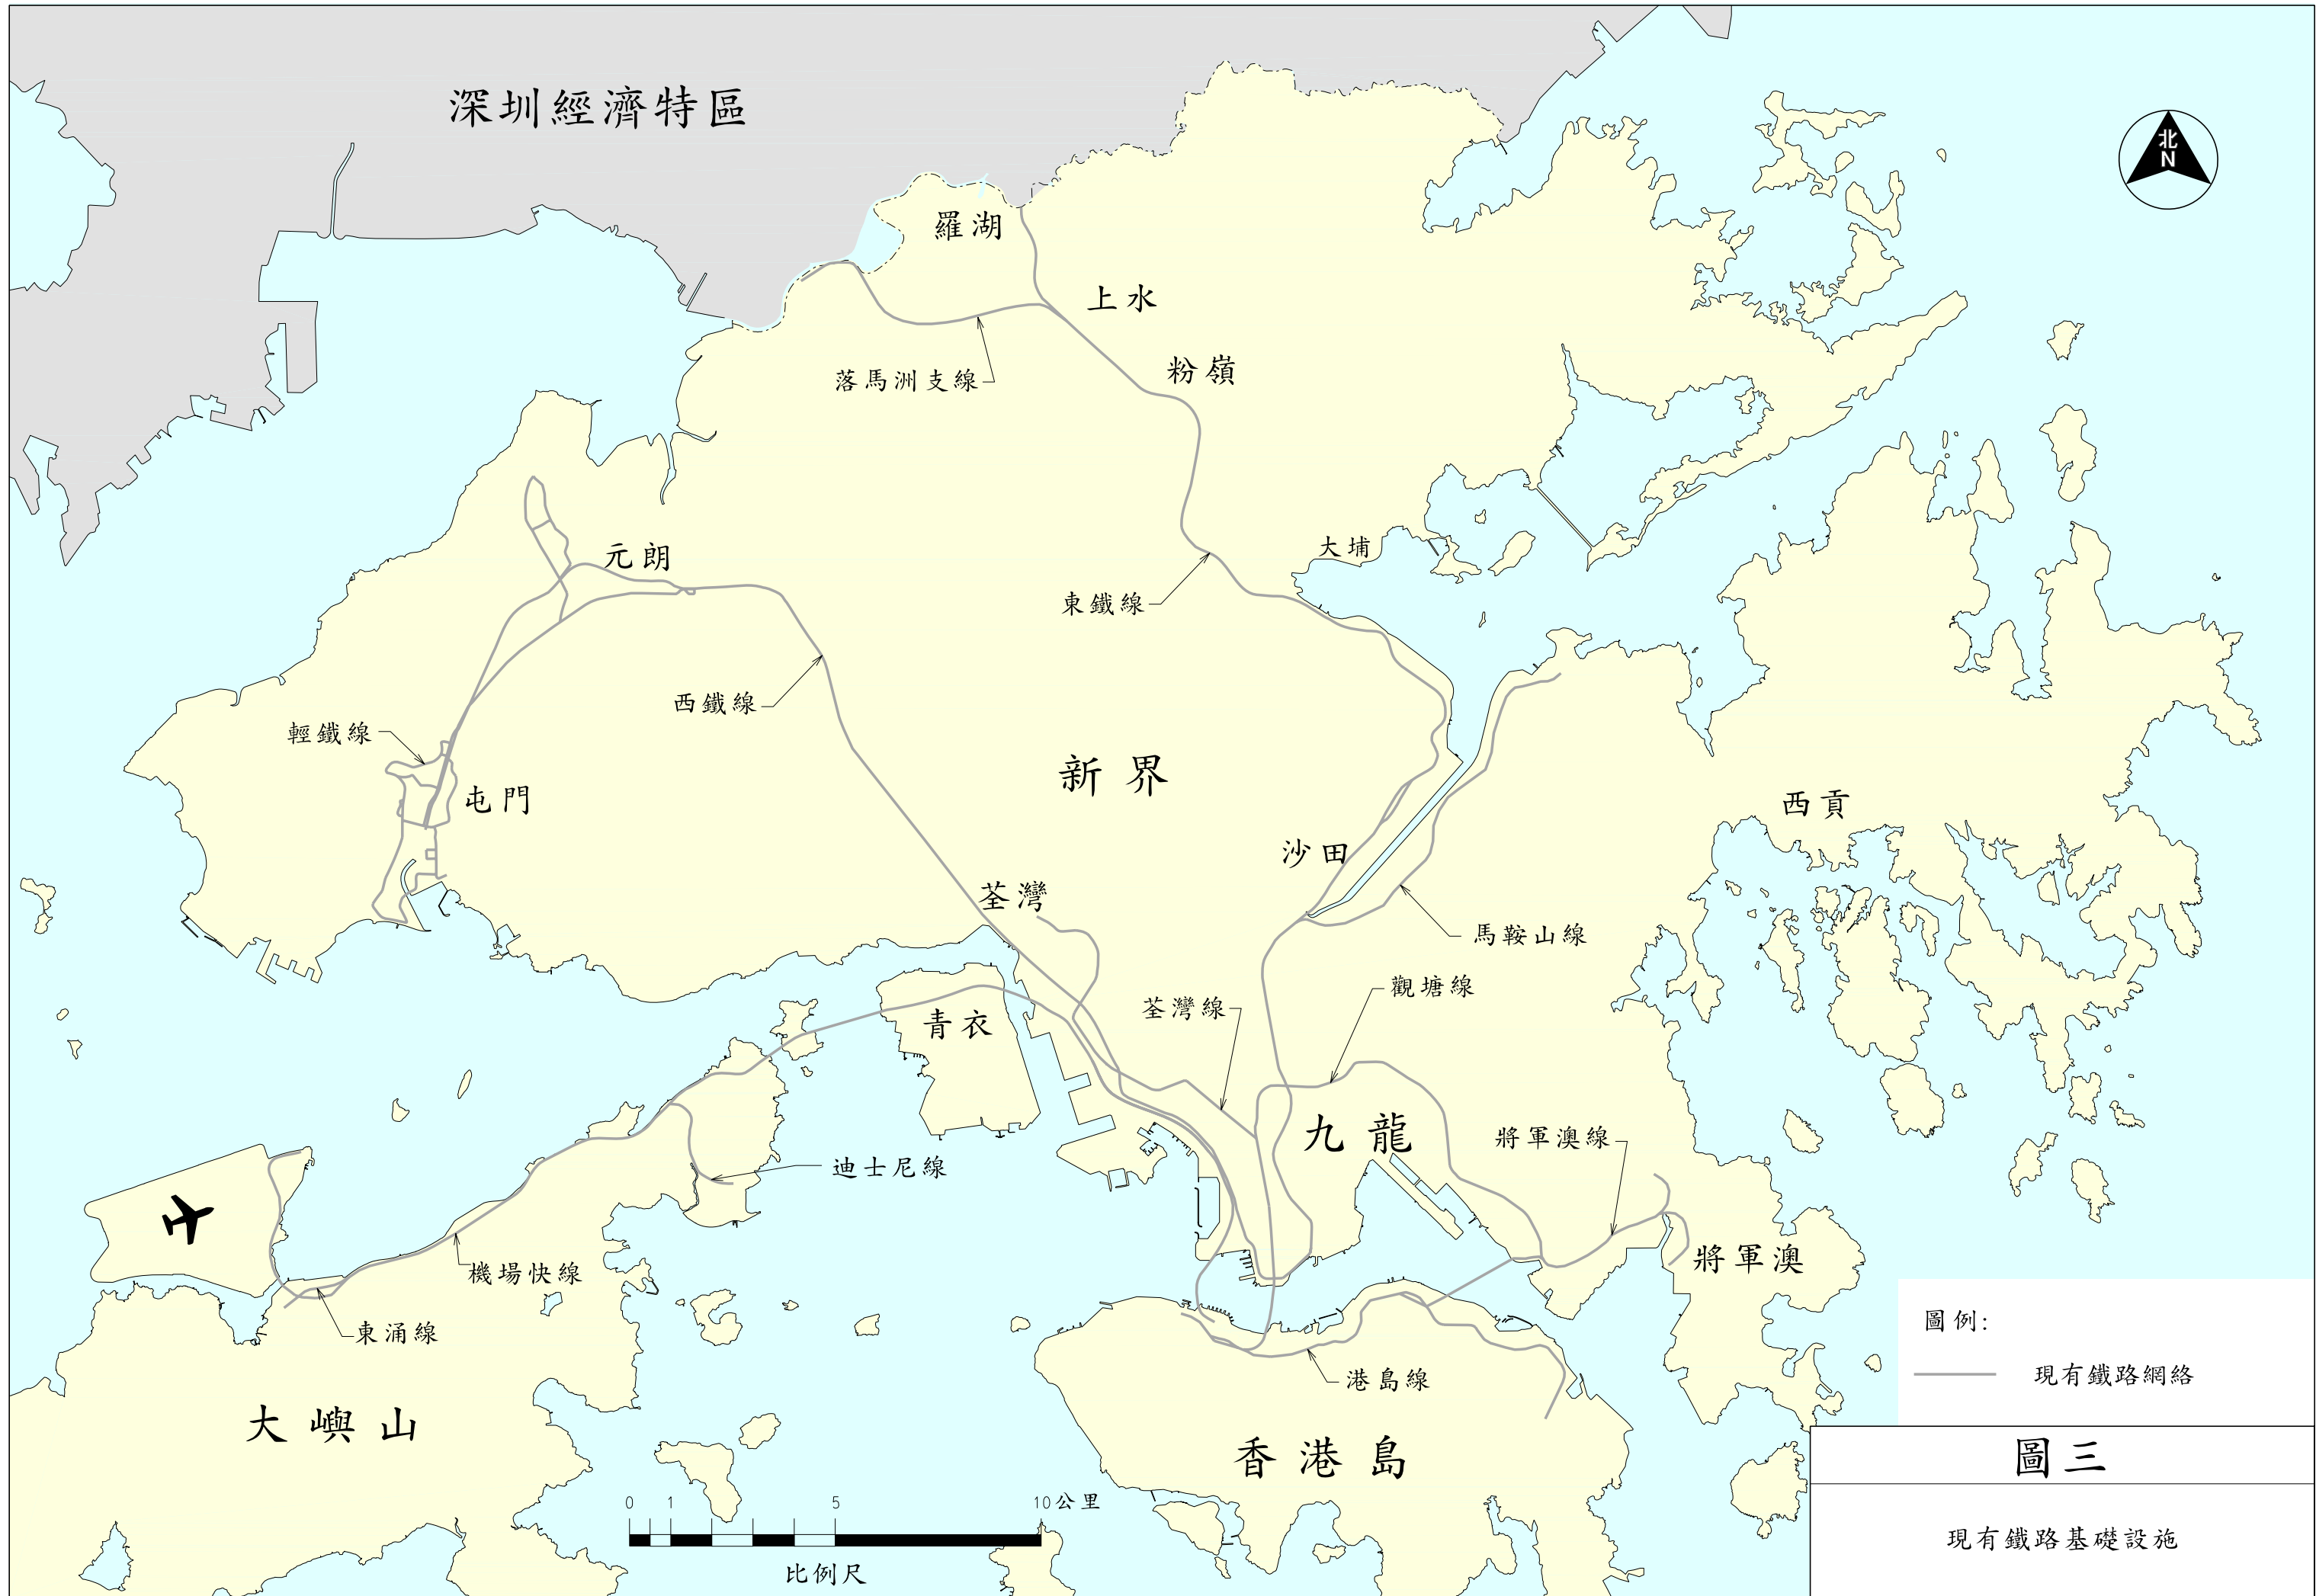 深圳經濟特區
北
N
羅湖
上水
粉嶺
落馬洲支線
元朗
大埔
東鐵線
西鐵線
輕鐵線
新界
屯門
西貢
沙田
荃灣
馬鞍山線
觀塘線
荃灣線
青衣
九龍
將軍澳線
迪士尼線
將軍澳
機場快線
東涌線
港島線
大嶼山
香港島
圖例:
現有鐵路網絡
圖三
現有鐵路基礎設施
0 1 5 10公里
比例尺